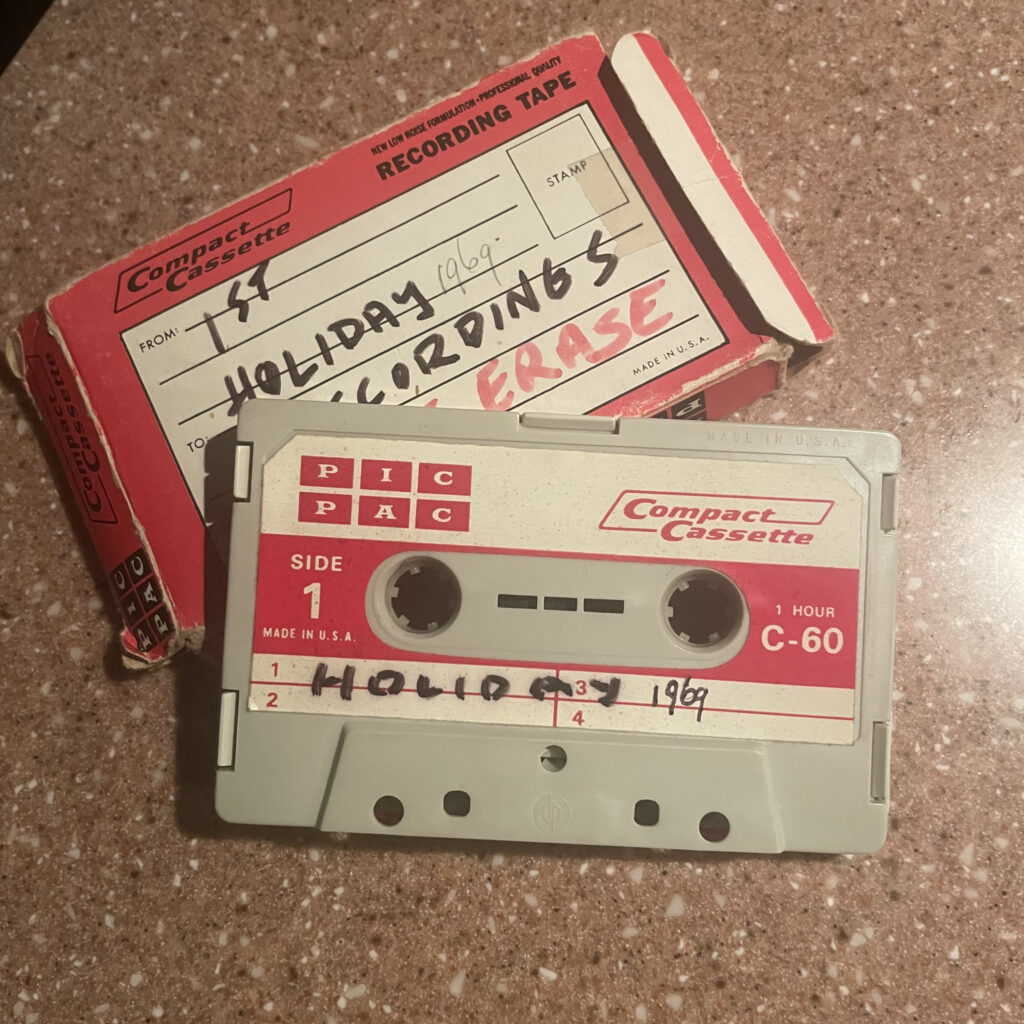 NEW LOW NOISE FORMULATION • PROFESSIONAL QUALITY
RECORDING TAPE
Compact
Cassette
STAMP
FROM:
1ST
HOLIDAY 1969
RECORDINGS
ERASE
TO:
MADE IN U.S.A.
Compact
Cassette
PIC
PAC
MADE IN U.S.A.
PIC
PAC
Compact
Cassette
SIDE
1
MADE IN U.S.A.
1 HOUR
C-60
1 HOLIDAY 3 1969
2 4